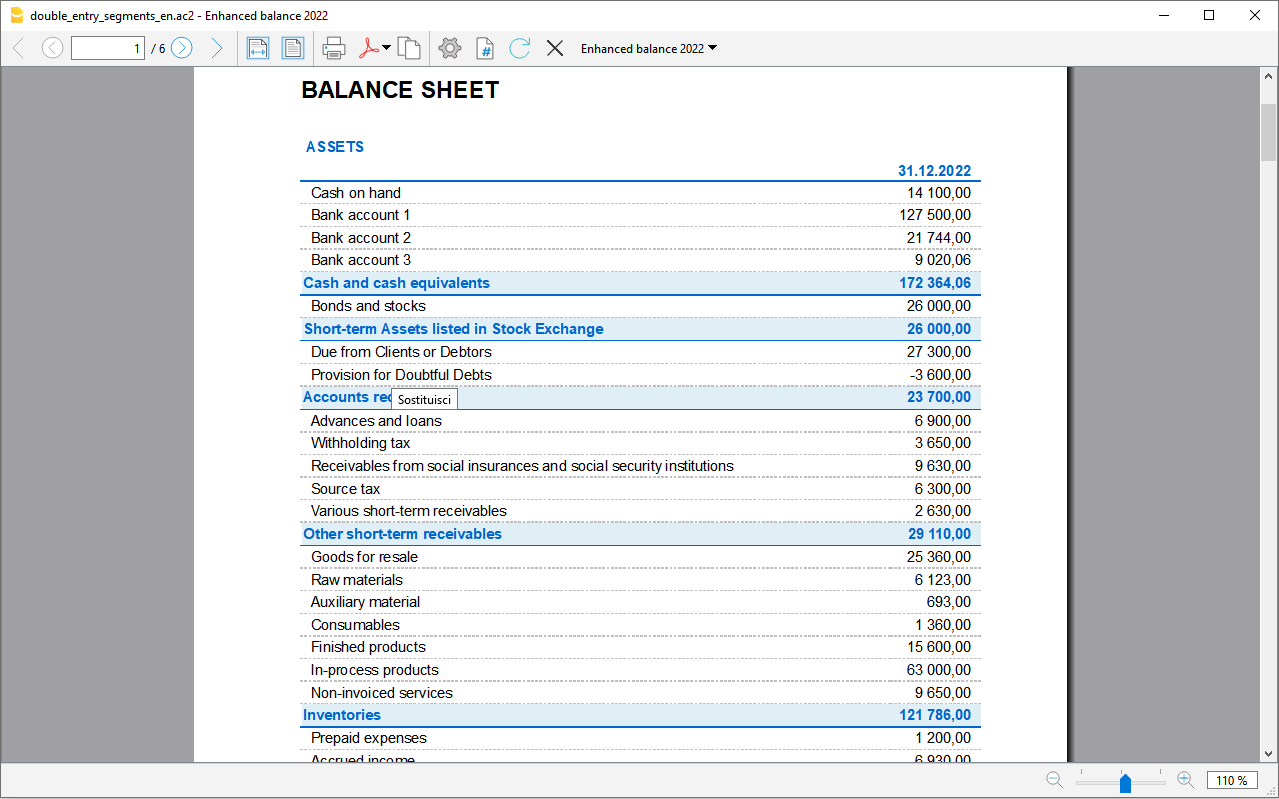 double_entry_segments_en.ac2 - Enhanced balance 2022
1 / 6 Enhanced balance 2022
BALANCE SHEET
ASSETS
31.12.2022
Cash on hand 14 100,00
Bank account 1 127 500,00
Bank account 2 21 744,00
Bank account 3 9 020,06
Cash and cash equivalents 172 364,06
Bonds and stocks 26 000,00
Short-term Assets listed in Stock Exchange 26 000,00
Due from Clients or Debtors 27 300,00
Provision for Doubtful Debts -3 600,00
Accounts 23 700,00
Sostituisci
Advances and loans 6 900,00
Withholding tax 3 650,00
Receivables from social insurances and social security institutions 9 630,00
Source tax 6 300,00
Various short-term receivables 2 630,00
Other short-term receivables 29 110,00
Goods for resale 25 360,00
Raw materials 6 123,00
Auxiliary material 693,00
Consumables 1 360,00
Finished products 15 600,00
In-process products 63 000,00
Non-invoiced services 9 650,00
Inventories 121 786,00
Prepaid expenses 1 200,00
Accrued income 6 930,00
110 %